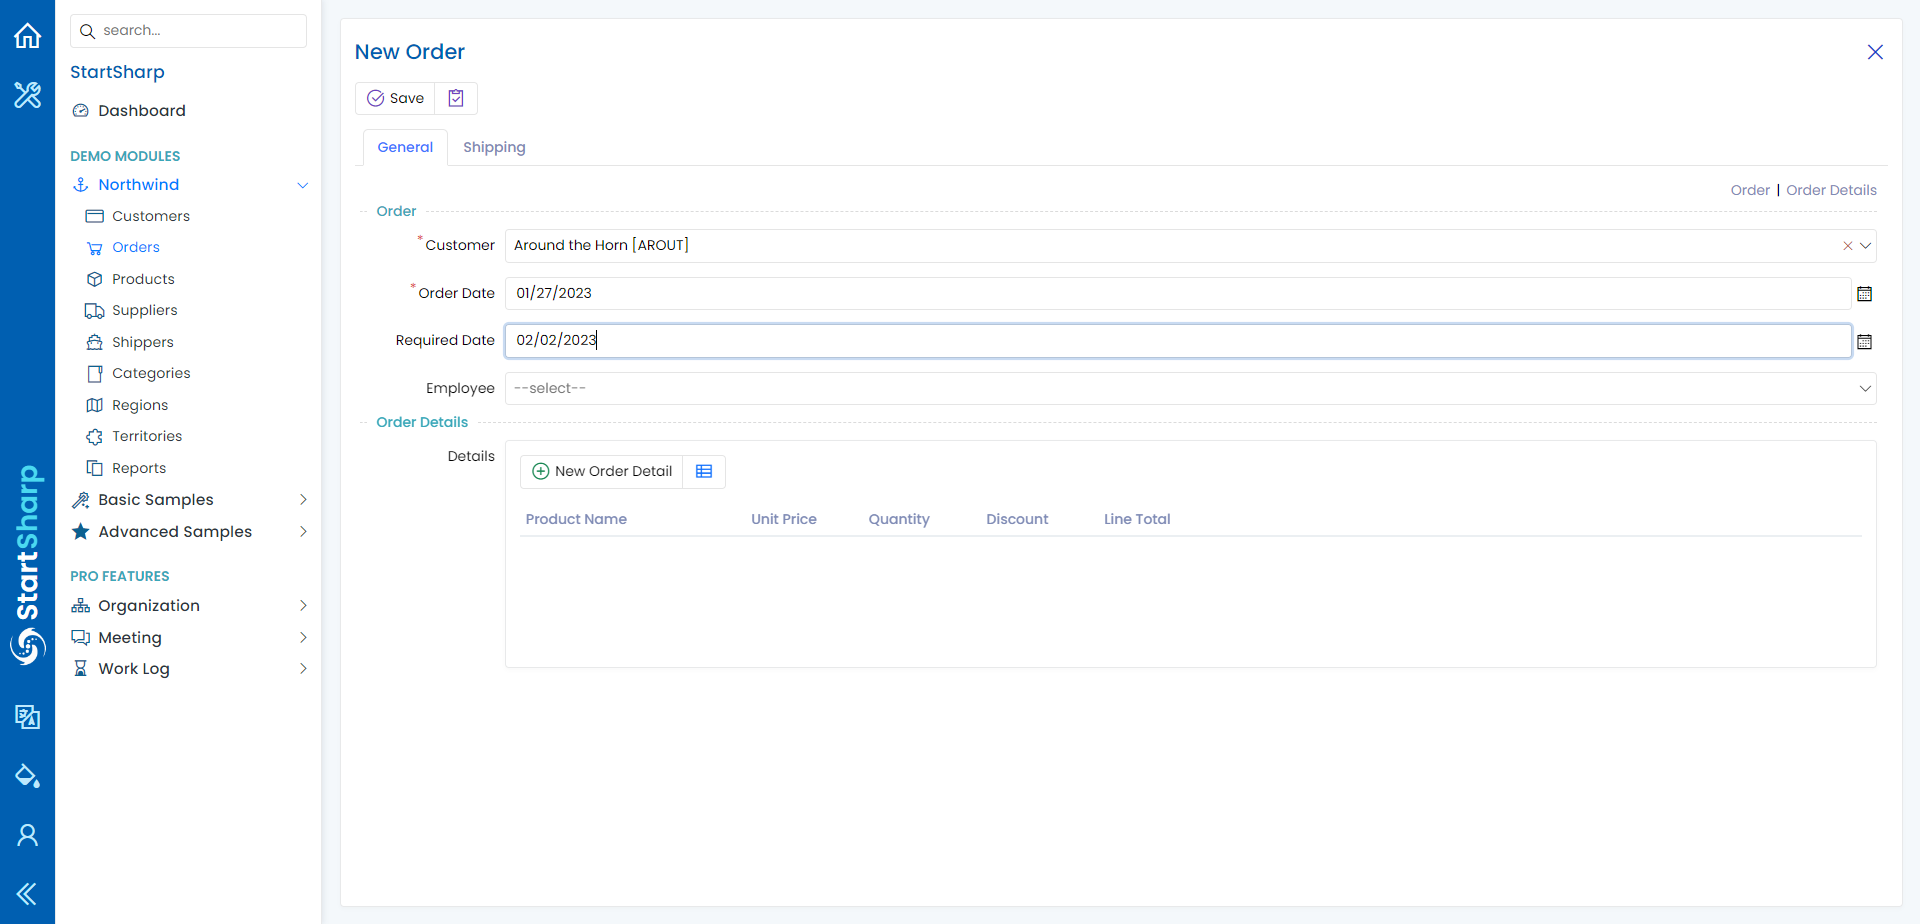 search...
StartSharp
Dashboard
DEMO MODULES
Northwind
Customers
Orders
Products
Suppliers
Shippers
Categories
Regions
Territories
Reports
Basic Samples
Advanced Samples
PRO FEATURES
Organization
Meeting
Work Log
StartSharp
New Order
Save
General Shipping
Order | Order Details
Order
*Customer Around the Horn [AROUT]
*Order Date 01/27/2023
Required Date 02/02/2023
Employee --select--
Order Details
Details
New Order Detail
Product Name Unit Price Quantity Discount Line Total